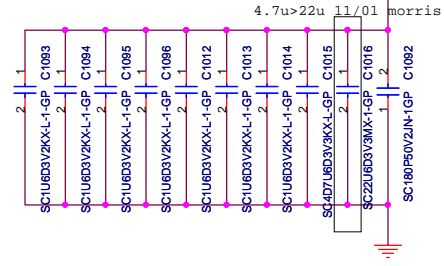 4.7u>22u 11/01 morris
1 2 SC1U6D3V2KX-L-1-GP C1093
1 2 SC1U6D3V2KX-L-1-GP C1094
1 2 SC1U6D3V2KX-L-1-GP C1095
1 2 SC1U6D3V2KX-L-1-GP C1096
1 2 SC1U6D3V2KX-L-1-GP C1012
1 2 SC1U6D3V2KX-L-1-GP C1013
1 2 SC1U6D3V2KX-L-1-GP C1014
1 2 SC4D7U6D3V3KX-L-GP C1015
1 2 SC22U6D3V3MX-1-GP C1016
2 1 SC180P50V2JN-1GP C1092